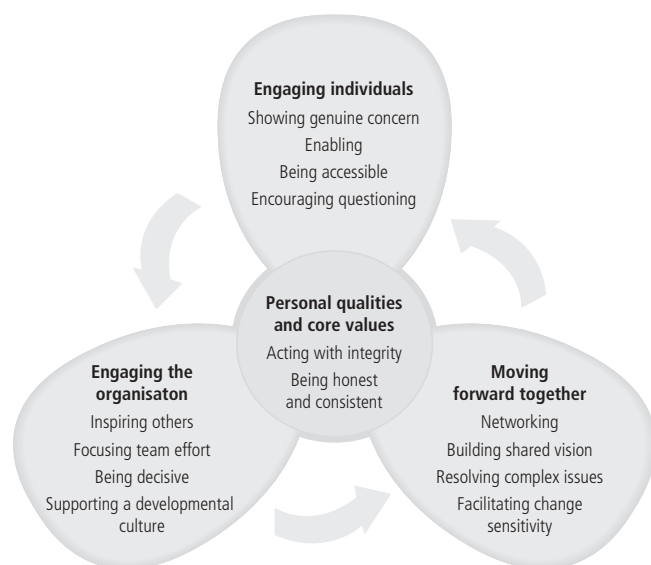 Engaging individuals
Showing genuine concern
Enabling
Being accessible
Encouraging questioning
Personal qualities
and core values
Acting with integrity
Being honest
and consistent
Engaging the
organisaton
Inspiring others
Focusing team effort
Being decisive
Supporting a developmental
culture
Moving
forward together
Networking
Building shared vision
Resolving complex issues
Facilitating change
sensitivity